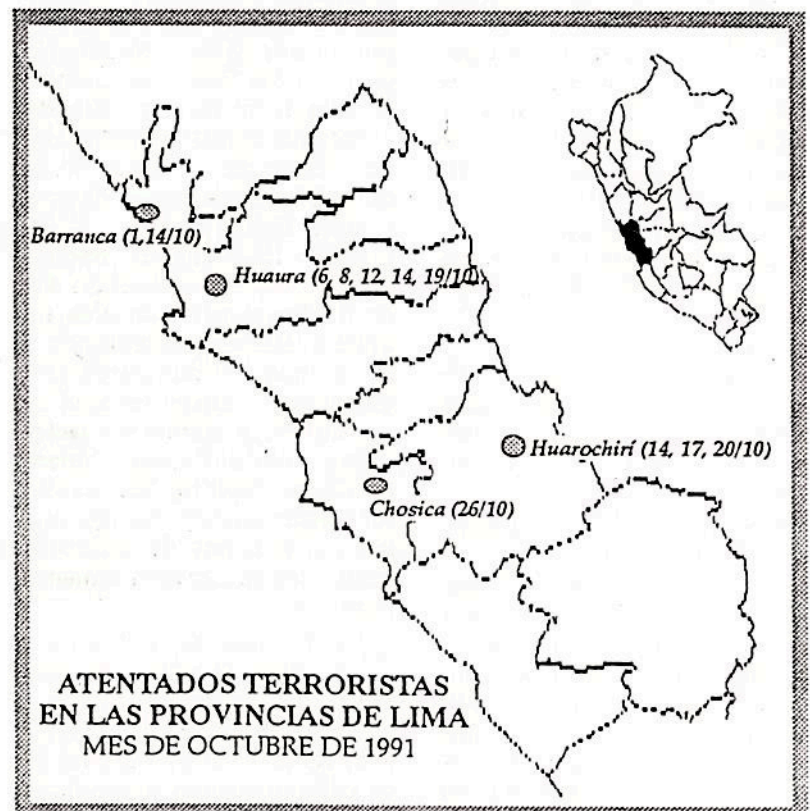 Barranca (1,14/10)
Huaura (6, 8, 12, 14, 19/10)
Huarochirí (14, 17, 20/10)
Chosica (26/10)
ATENTADOS TERRORISTAS
EN LAS PROVINCIAS DE LIMA
MES DE OCTUBRE DE 1991